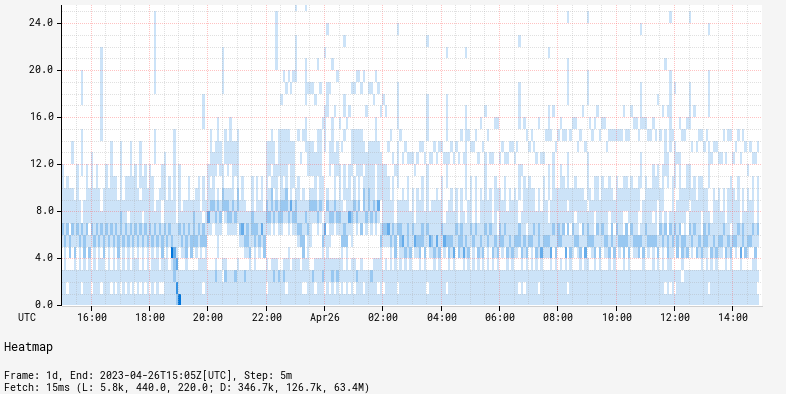 24.0
20.0
16.0
12.0
8.0
4.0
0.0
UTC 16:00 18:00 20:00 22:00 Apr26 02:00 04:00 06:00 08:00 10:00 12:00 14:00
Heatmap
Frame: 1d, End: 2023-04-26T15:05Z[UTC], Step: 5m
Fetch: 15ms (L: 5.8k, 440.0, 220.0; D: 346.7k, 126.7k, 63.4M)